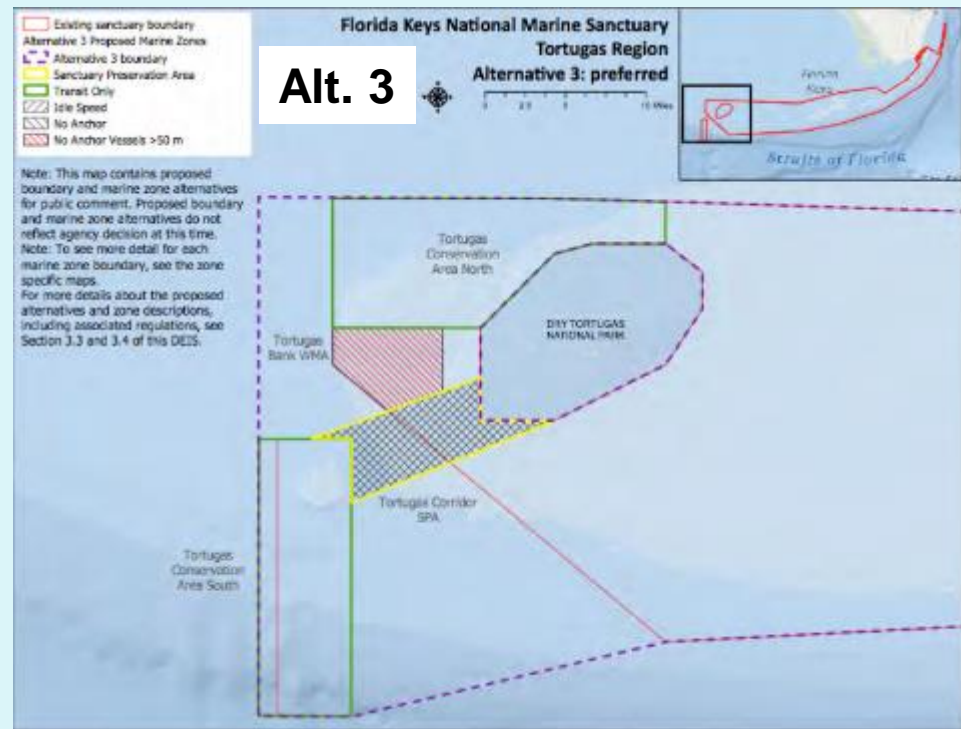 Existing sanctuary boundary
Alternative 3 Proposed Marine Zones
Alternative 3 boundary
Sanctuary Preservation Area
Transit Only
Idle Speed
No Anchor
No Anchor Vessels >50 m
Alt. 3
Florida Keys National Marine Sanctuary
Tortugas Region
Alternative 3: preferred
0 2.5 5 10 Miles
Florida
Keys
Straits of Florida
Note: This map contains proposed
boundary and marine zone alternatives
for public comment. Proposed boundary
and marine zone alternatives do not
reflect agency decision at this time.
Note: To see more detail for each
marine zone boundary, see the zone
specific maps.
For more details about the proposed
alternatives and zone descriptions,
including associated regulations, see
Section 3.3 and 3.4 of this DEIS.
Tortugas
Conservation
Area North
DRY TORTUGAS
NATIONAL PARK
Tortugas
Bank WMA
Tortugas Corridor
SPA
Tortugas
Conservation
Area South